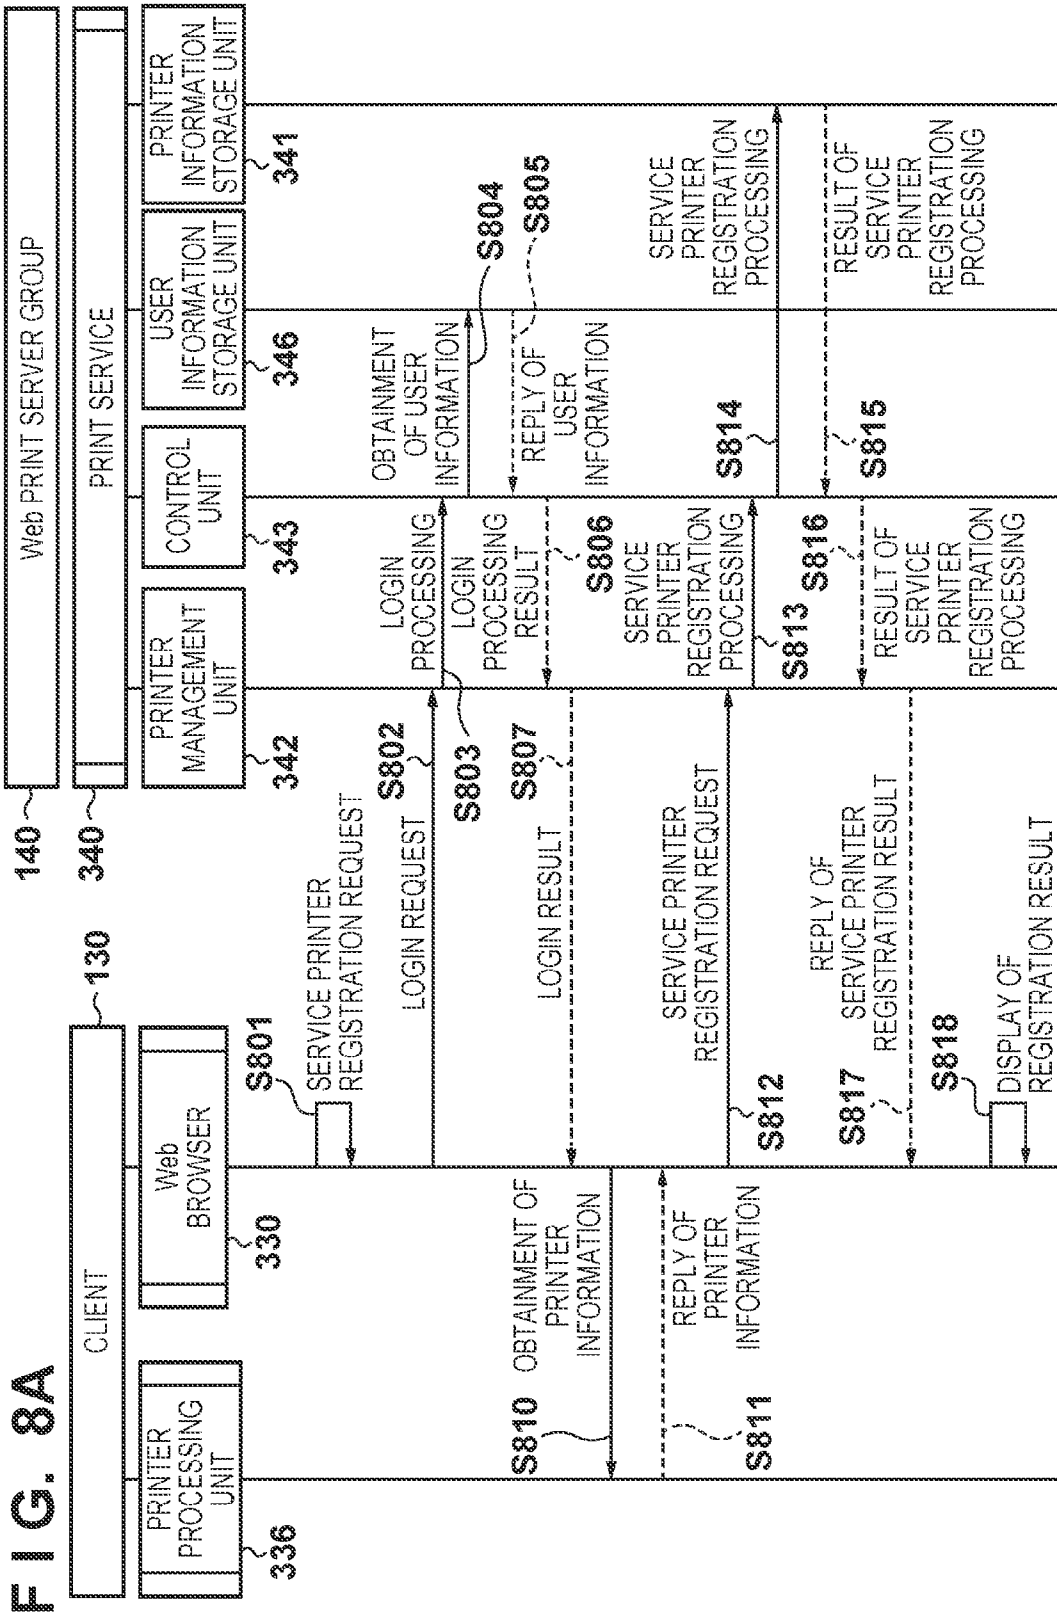 FIG. 8A
CLIENT
130
140
Web PRINT SERVER GROUP
340
PRINT SERVICE
PRINTER
PROCESSING
UNIT
336
Web
BROWSER
330
PRINTER
MANAGEMENT
UNIT
342
CONTROL
UNIT
343
USER
INFORMATION
STORAGE UNIT
346
PRINTER
INFORMATION
STORAGE UNIT
341
S801
SERVICE PRINTER
REGISTRATION REQUEST
LOGIN REQUEST
S802
S803
LOGIN
PROCESSING
OBTAINMENT
OF USER
INFORMATION
S804
S805
REPLY OF
USER
INFORMATION
LOGIN
PROCESSING
RESULT
S806
LOGIN RESULT
S807
S810
OBTAINMENT OF
PRINTER
INFORMATION
S811
REPLY OF
PRINTER
INFORMATION
S812
SERVICE PRINTER
REGISTRATION REQUEST
SERVICE
PRINTER
REGISTRATION
PROCESSING
S813
S814
SERVICE
PRINTER
REGISTRATION
PROCESSING
S815
RESULT OF
SERVICE
PRINTER
REGISTRATION
PROCESSING
S816
RESULT OF
SERVICE
PRINTER
REGISTRATION
PROCESSING
S817
REPLY OF
SERVICE PRINTER
REGISTRATION RESULT
S818
DISPLAY OF
REGISTRATION RESULT